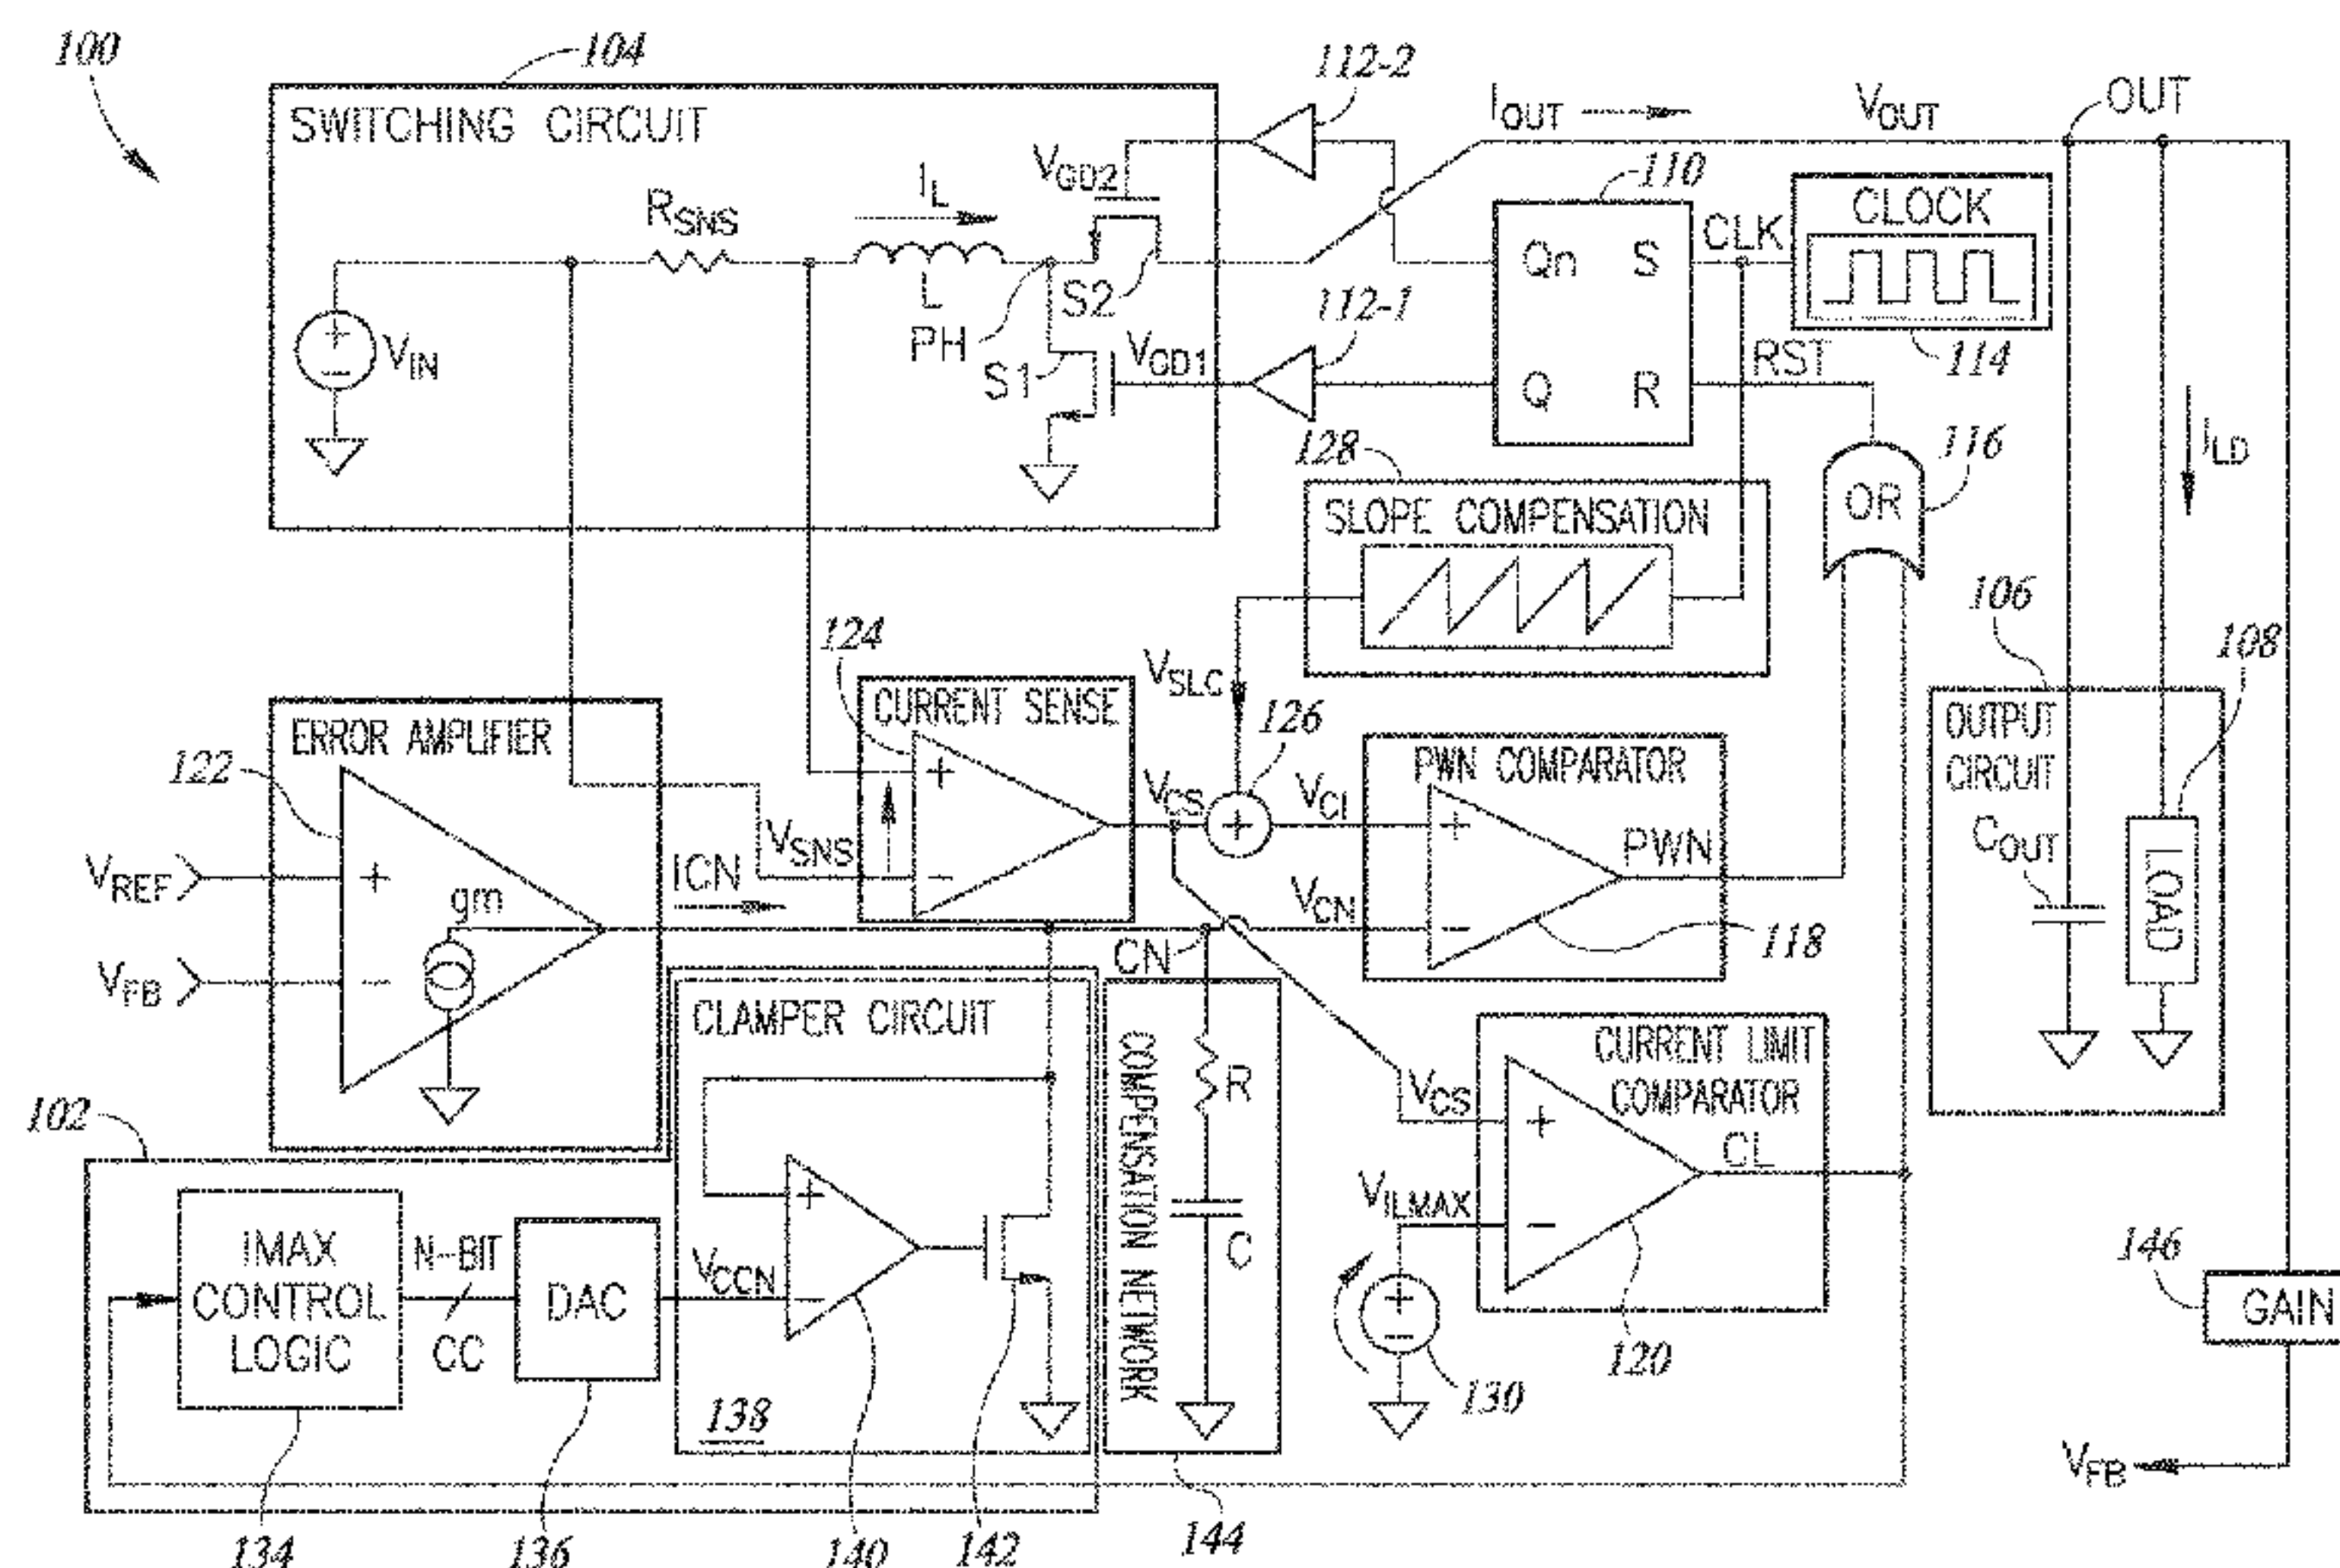 100
104
SWITCHING CIRCUIT
112-2
IOUT
VOUT
OUT
VGD2
110
RSNS
IL
CLOCK
CLK
Qn
S
L
S2
PH
112-1
VIN
S1
VGD1
RST
114
Q
R
128
116
ILD
OR
SLOPE COMPENSATION
106
108
124
VSLC
126
CURRENT SENSE
ERROR AMPLIFIER
OUTPUT
CIRCUIT
122
PWN COMPARATOR
+
VCS
+
VCI
+
COUT
VSNS
PWN
LOAD
VREF
+
ICN
−
gm
VCN
118
−
CN
VFB
−
CLAMPER CIRCUIT
CURRENT LIMIT
COMPARATOR
COMPENSATION NETWORK
R
VCS
+
102
CL
+
VILMAX
−
146
GAIN
IMAX
CONTROL
LOGIC
N-BIT
CC
DAC
VCCN
−
C
+
−
120
130
138
VFB
134
136
140
142
144